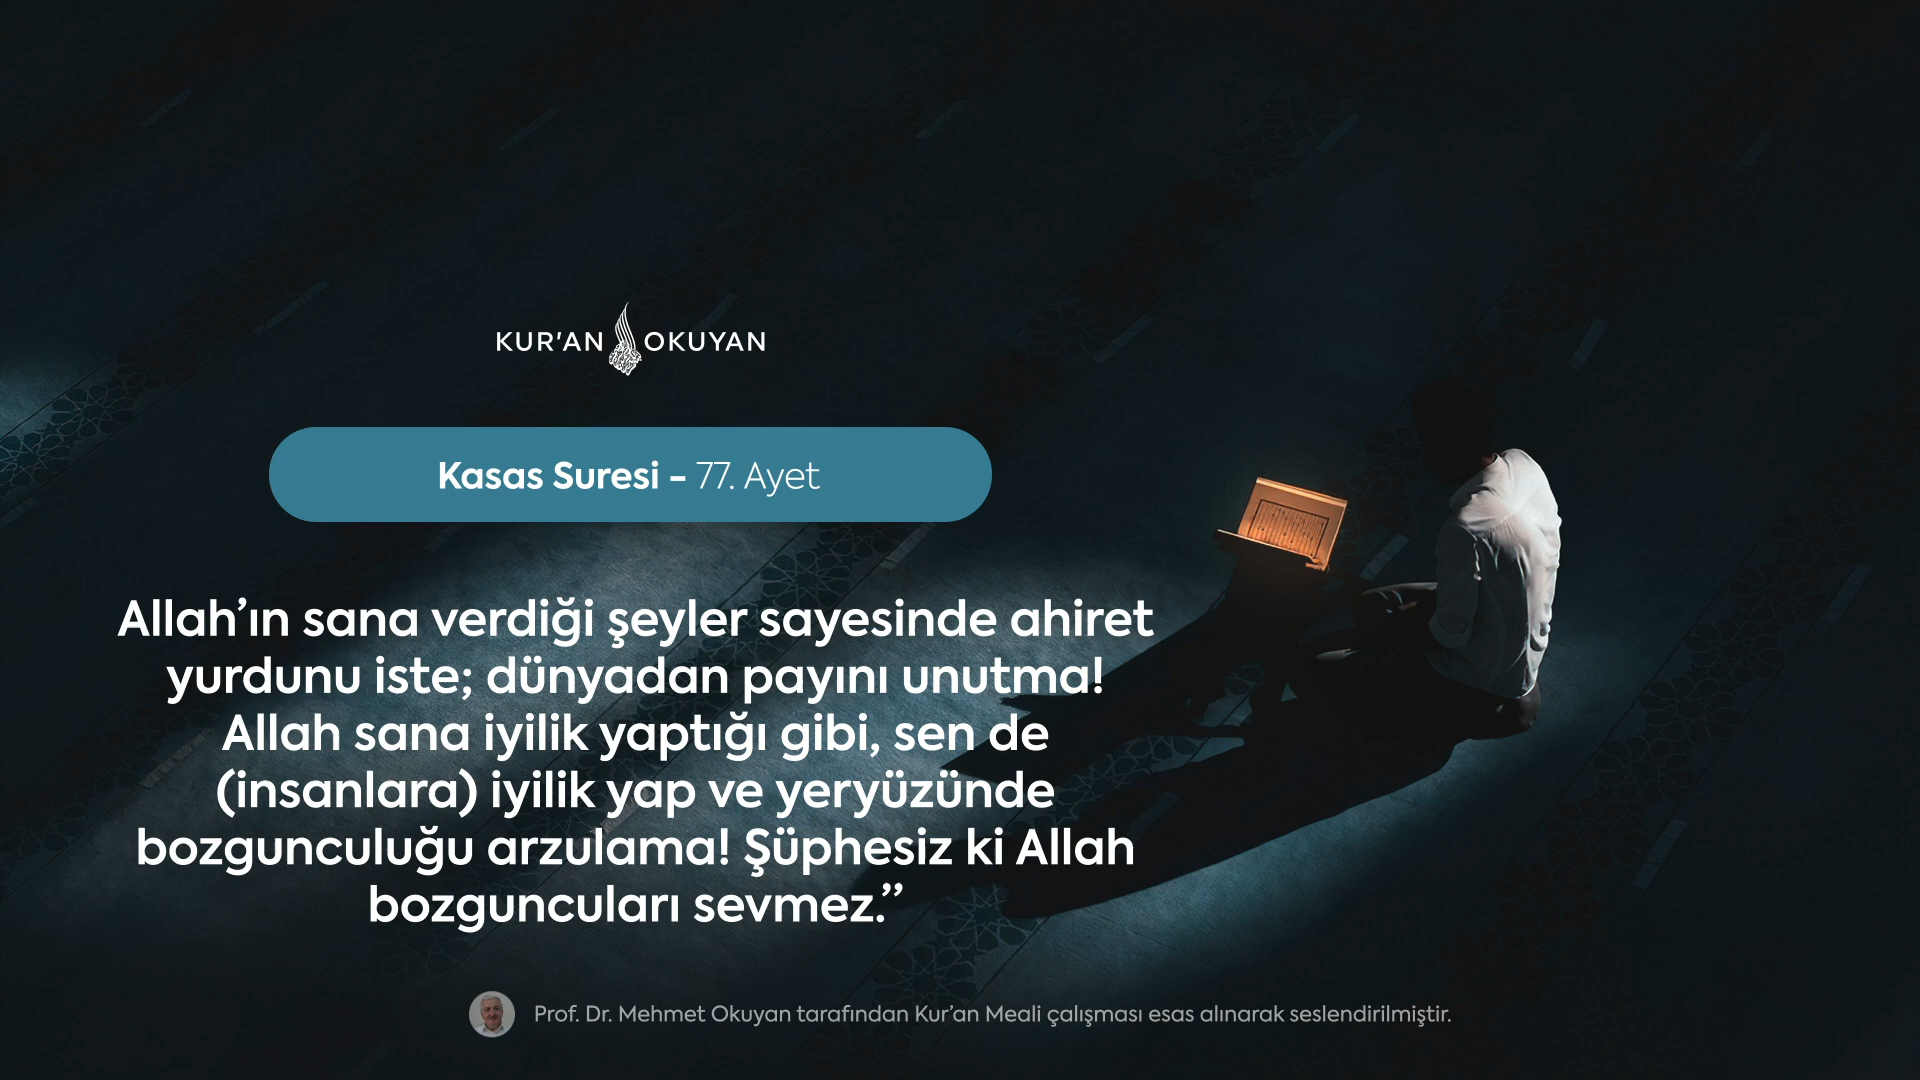 KUR'AN OKUYAN
Kasas Suresi - 77. Ayet
Allah’ın sana verdiği şeyler sayesinde ahiret
yurdunu iste; dünyadan payını unutma!
Allah sana iyilik yaptığı gibi, sen de
(insanlara) iyilik yap ve yeryüzünde
bozgunculuğu arzulama! Şüphesiz ki Allah
bozguncuları sevmez.”
Prof. Dr. Mehmet Okuyan tarafından Kur’an Meali çalışması esas alınarak seslendirilmiştir.